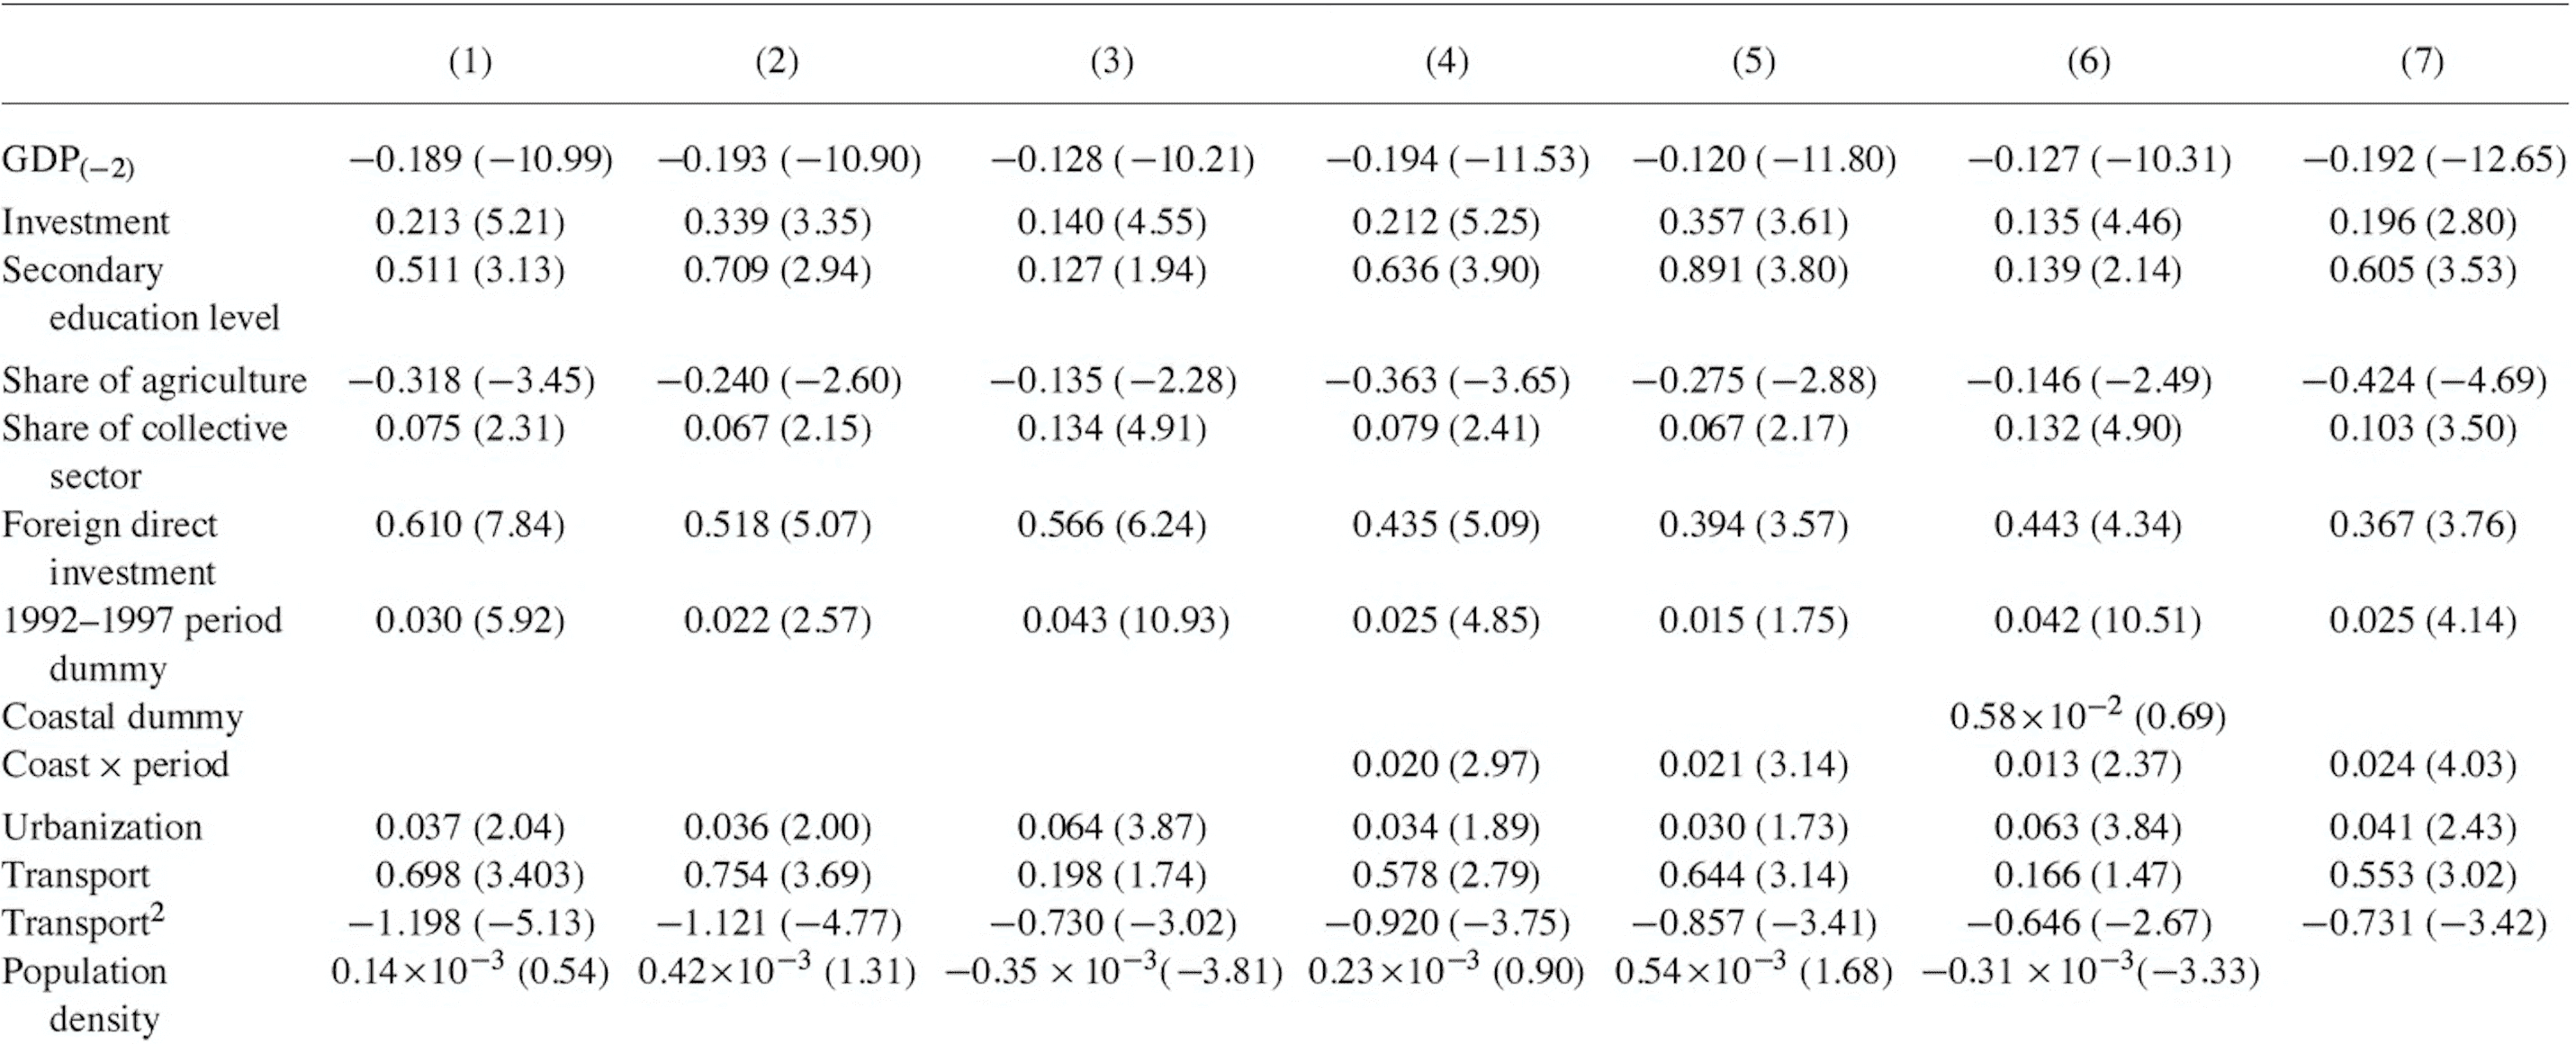 (1) (2) (3) (4) (5) (6) (7)
GDP(−2) −0.189 (−10.99) −0.193 (−10.90) −0.128 (−10.21) −0.194 (−11.53) −0.120 (−11.80) −0.127 (−10.31) −0.192 (−12.65)
Investment 0.213 (5.21) 0.339 (3.35) 0.140 (4.55) 0.212 (5.25) 0.357 (3.61) 0.135 (4.46) 0.196 (2.80)
Secondary 0.511 (3.13) 0.709 (2.94) 0.127 (1.94) 0.636 (3.90) 0.891 (3.80) 0.139 (2.14) 0.605 (3.53)
education level
Share of agriculture −0.318 (−3.45) −0.240 (−2.60) −0.135 (−2.28) −0.363 (−3.65) −0.275 (−2.88) −0.146 (−2.49) −0.424 (−4.69)
Share of collective 0.075 (2.31) 0.067 (2.15) 0.134 (4.91) 0.079 (2.41) 0.067 (2.17) 0.132 (4.90) 0.103 (3.50)
sector
Foreign direct 0.610 (7.84) 0.518 (5.07) 0.566 (6.24) 0.435 (5.09) 0.394 (3.57) 0.443 (4.34) 0.367 (3.76)
investment
1992–1997 period 0.030 (5.92) 0.022 (2.57) 0.043 (10.93) 0.025 (4.85) 0.015 (1.75) 0.042 (10.51) 0.025 (4.14)
dummy
Coastal dummy 0.58×10−2 (0.69)
Coast × period 0.020 (2.97) 0.021 (3.14) 0.013 (2.37) 0.024 (4.03)
Urbanization 0.037 (2.04) 0.036 (2.00) 0.064 (3.87) 0.034 (1.89) 0.030 (1.73) 0.063 (3.84) 0.041 (2.43)
Transport 0.698 (3.403) 0.754 (3.69) 0.198 (1.74) 0.578 (2.79) 0.644 (3.14) 0.166 (1.47) 0.553 (3.02)
Transport² −1.198 (−5.13) −1.121 (−4.77) −0.730 (−3.02) −0.920 (−3.75) −0.857 (−3.41) −0.646 (−2.67) −0.731 (−3.42)
Population 0.14×10−3 (0.54) 0.42×10−3 (1.31) −0.35 × 10−3(−3.81) 0.23×10−3 (0.90) 0.54×10−3 (1.68) −0.31 × 10−3(−3.33)
density